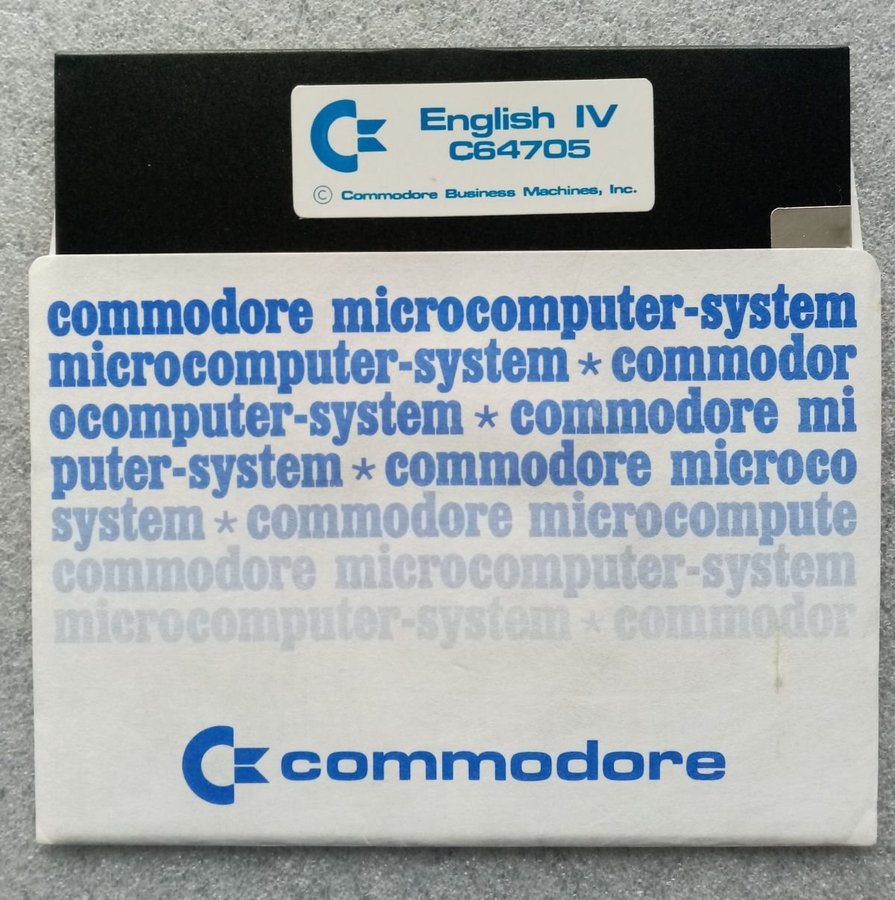 English IV
C64705
© Commodore Business Machines, Inc.
commodore microcomputer-system
microcomputer-system * commodor
ocomputer-system * commodore mi
puter-system * commodore microco
system * commodore microcompute
commodore microcomputer-system
microcomputer-system * commodor
commodore